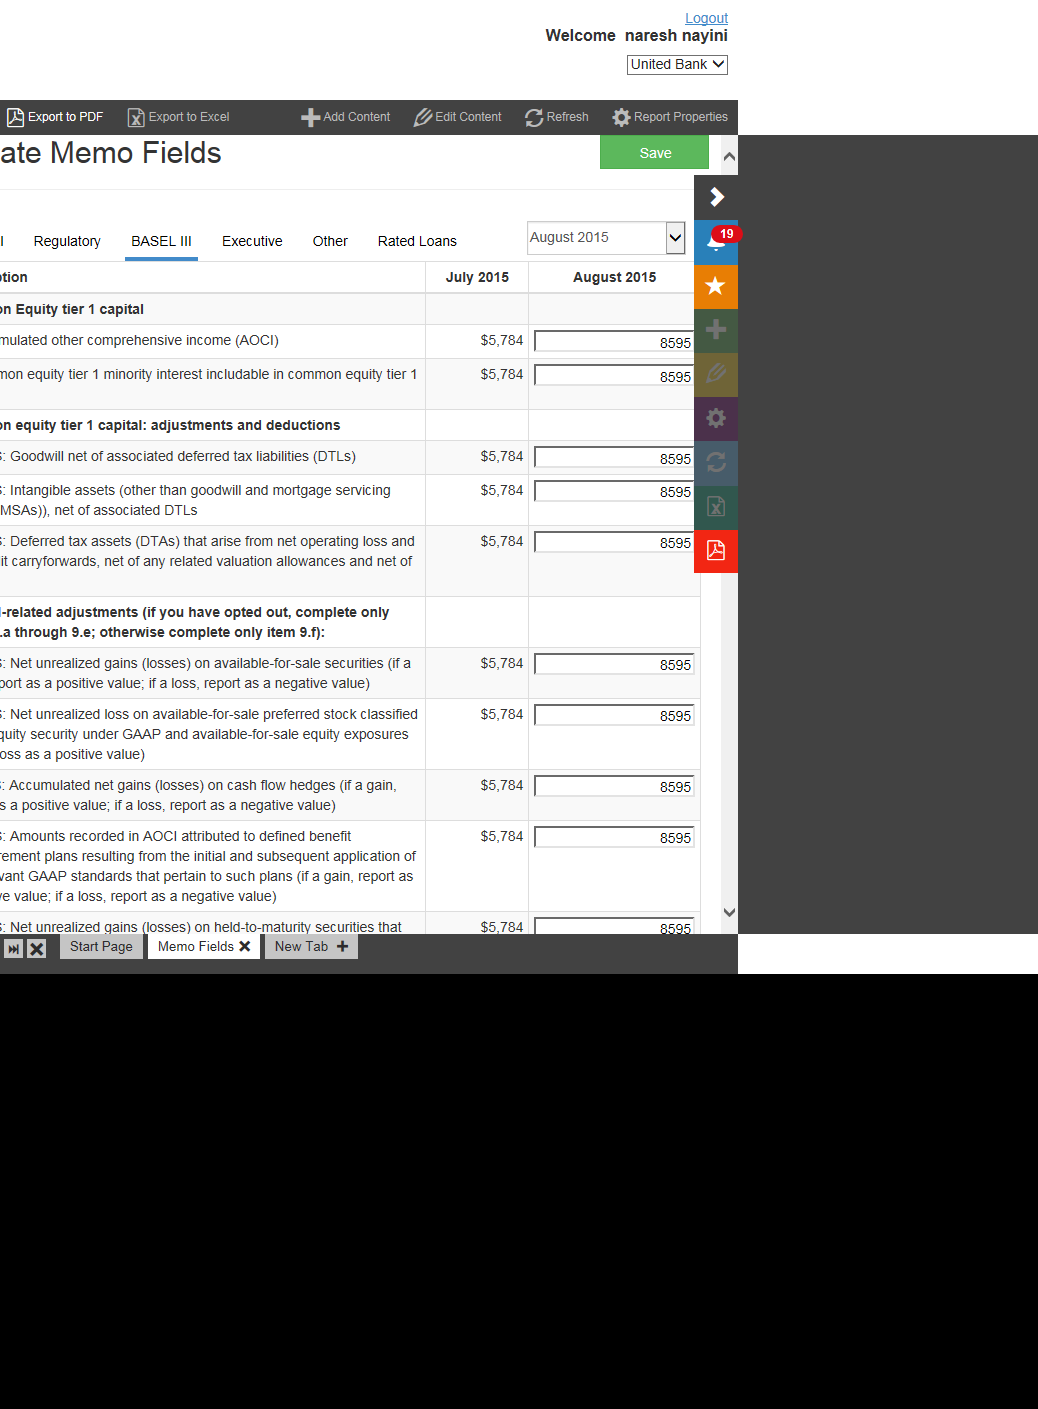 Logout
Welcome naresh nayini
United Bank
Export to PDF Export to Excel Add Content Edit Content Refresh Report Properties
ate Memo Fields Save
19
I Regulatory BASEL III Executive Other Rated Loans August 2015
ption July 2015 August 2015
on Equity tier 1 capital
mulated other comprehensive income (AOCI) $5,784 8595
mon equity tier 1 minority interest includable in common equity tier 1 $5,784 8595
on equity tier 1 capital: adjustments and deductions
S: Goodwill net of associated deferred tax liabilities (DTLs) $5,784 8595
S: Intangible assets (other than goodwill and mortgage servicing $5,784 8595
MSAs)), net of associated DTLs
S: Deferred tax assets (DTAs) that arise from net operating loss and $5,784 8595
it carryforwards, net of any related valuation allowances and net of
I-related adjustments (if you have opted out, complete only
.a through 9.e; otherwise complete only item 9.f):
S: Net unrealized gains (losses) on available-for-sale securities (if a $5,784 8595
port as a positive value; if a loss, report as a negative value)
S: Net unrealized loss on available-for-sale preferred stock classified $5,784 8595
quity security under GAAP and available-for-sale equity exposures
oss as a positive value)
S: Accumulated net gains (losses) on cash flow hedges (if a gain, $5,784 8595
s a positive value; if a loss, report as a negative value)
S: Amounts recorded in AOCI attributed to defined benefit $5,784 8595
rement plans resulting from the initial and subsequent application of
vant GAAP standards that pertain to such plans (if a gain, report as
ve value; if a loss, report as a negative value)
S: Net unrealized gains (losses) on held-to-maturity securities that $5,784 8595
Start Page Memo Fields New Tab